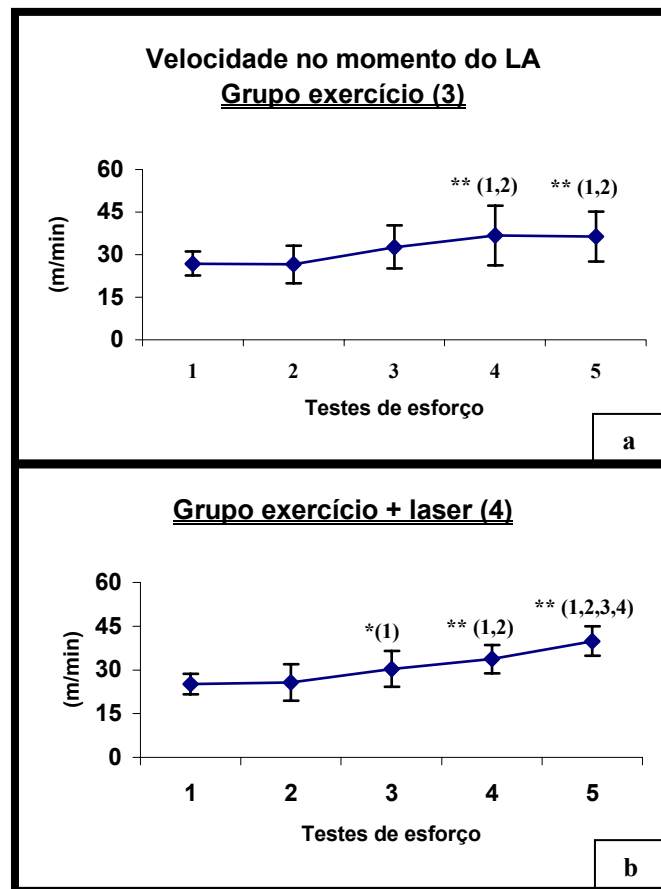 Velocidade no momento do LA
Grupo exercício (3)
60
45
30
15
0
(m/min)
** (1,2)
** (1,2)
1 2 3 4 5
Testes de esforço
a
Grupo exercício + laser (4)
60
45
30
15
0
(m/min)
*(1)
** (1,2)
** (1,2,3,4)
1 2 3 4 5
Testes de esforço
b